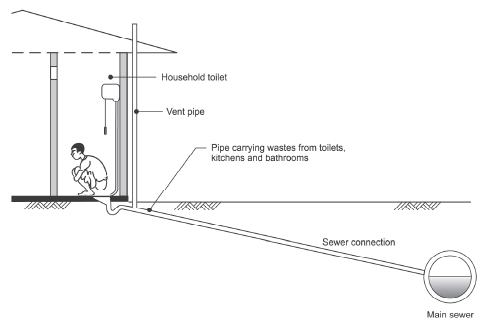 Household toilet
Vent pipe
Pipe carrying wastes from toilets,
kitchens and bathrooms
Sewer connection
Main sewer